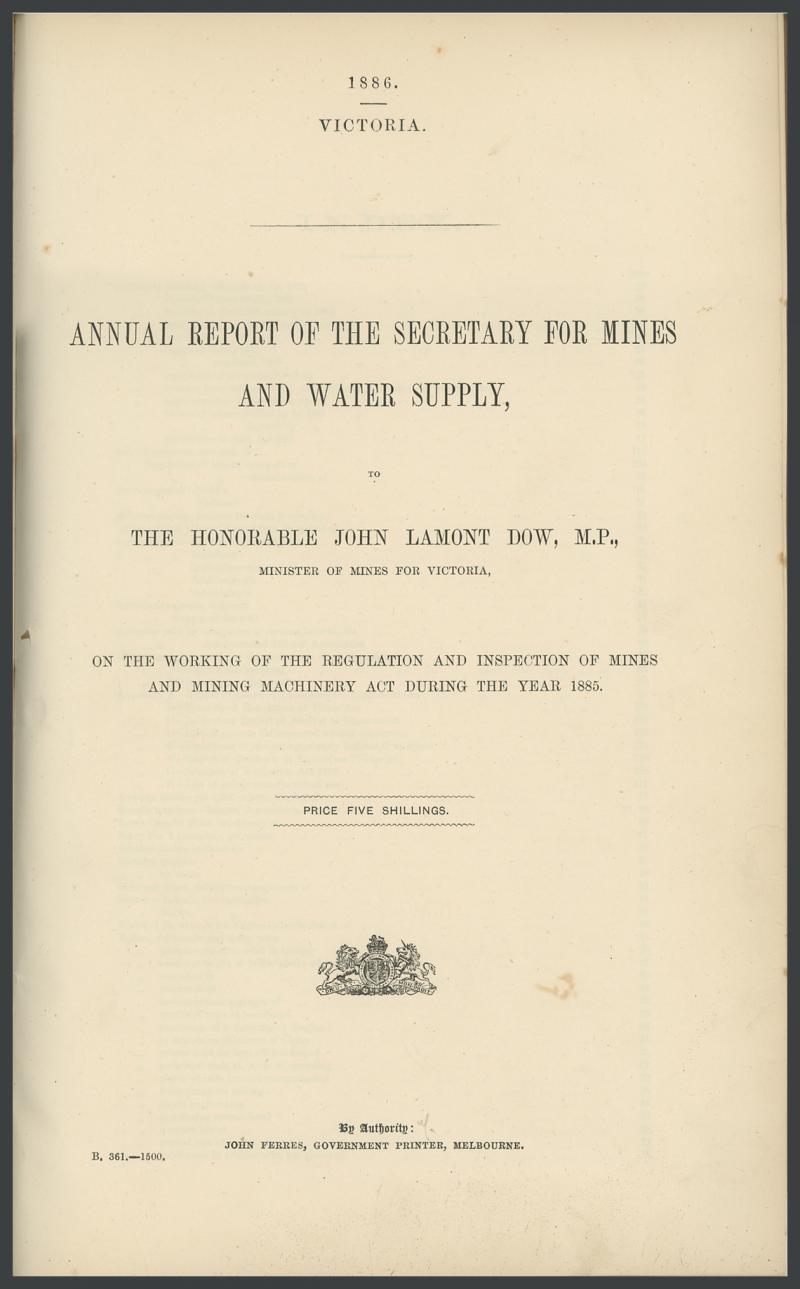 1886.
VICTORIA.
ANNUAL REPORT OF THE SECRETARY FOR MINES
AND WATER SUPPLY,
TO
THE HONORABLE JOHN LAMONT DOW, M.P.,
MINISTER OF MINES FOR VICTORIA,
ON THE WORKING OF THE REGULATION AND INSPECTION OF MINES
AND MINING MACHINERY ACT DURING THE YEAR 1885.
PRICE FIVE SHILLINGS.
By Authority:
JOHN FERRES, GOVERNMENT PRINTER, MELBOURNE.
B. 361.—1500.